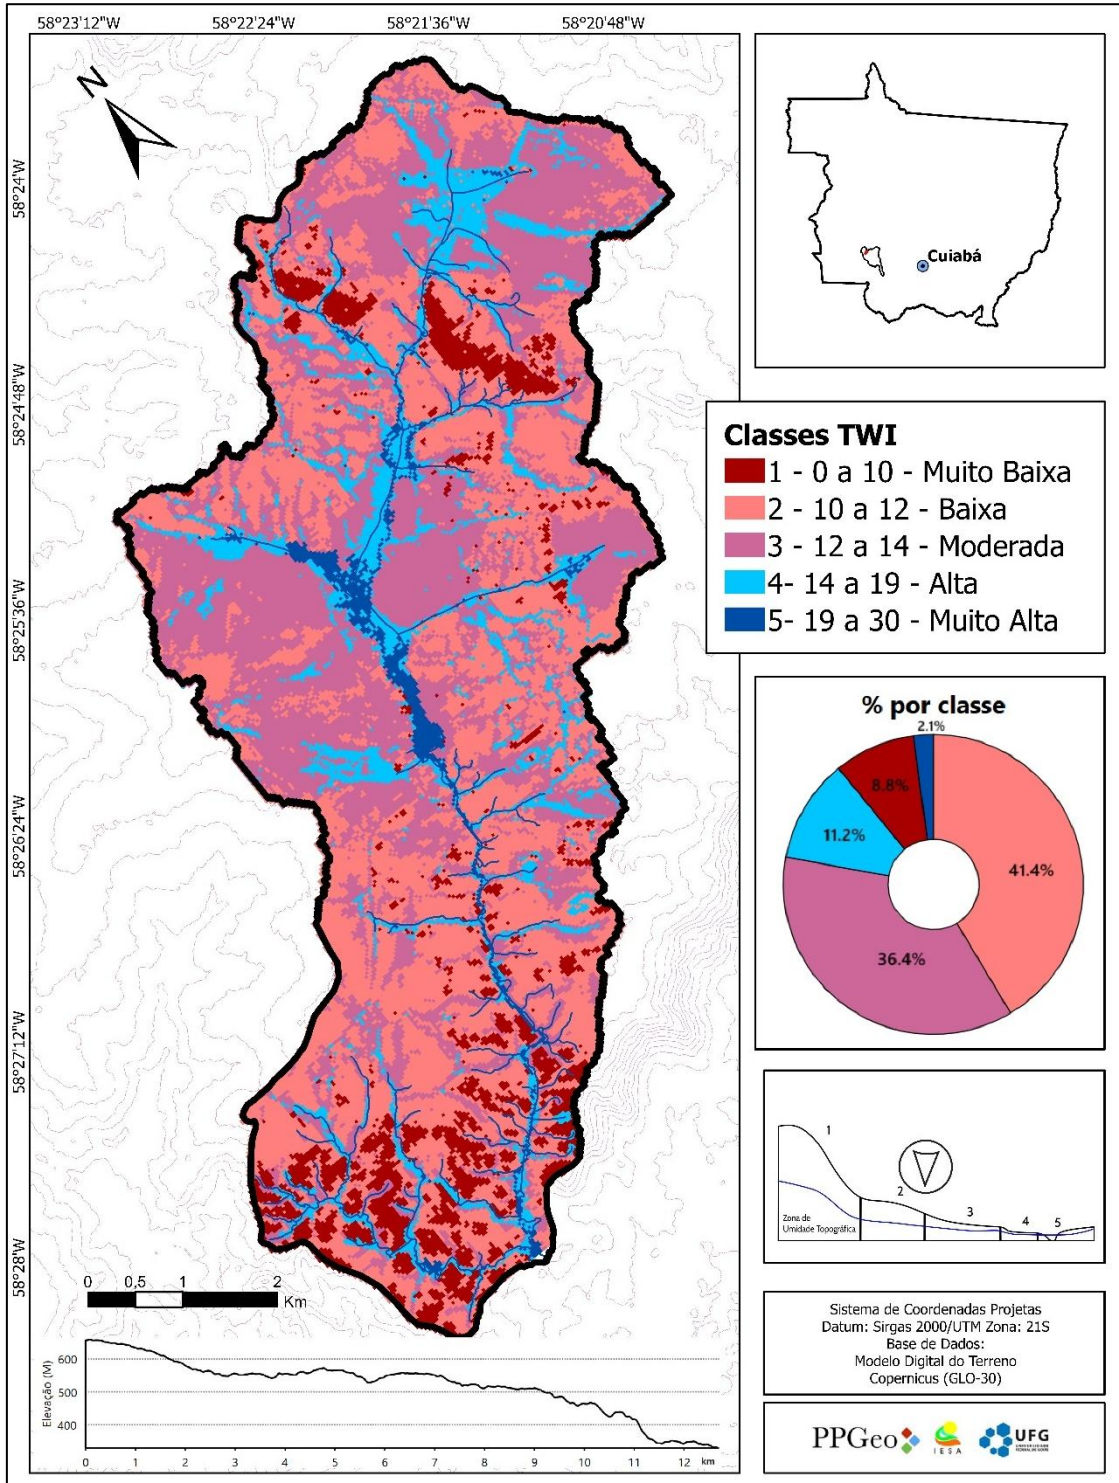 58°23'12"W 58°22'24"W 58°21'36"W 58°20'48"W
N
58°24'W
58°24'48"W
58°25'36"W
58°26'24"W
58°27'12"W
58°28'W
Cuiabá
Classes TWI
1 - 0 a 10 - Muito Baixa
2 - 10 a 12 - Baixa
3 - 12 a 14 - Moderada
4- 14 a 19 - Alta
5- 19 a 30 - Muito Alta
% por classe
2.1%
8.8%
11.2%
41.4%
36.4%
1
2
3
4
5
Zona de
Umidade Topográfica
0 0,5 1 2
Km
Elevação (M)
600
500
400
0 1 2 3 4 5 6 7 8 9 10 11 12 km
Sistema de Coordenadas Projetas
Datum: Sirgas 2000/UTM Zona: 21S
Base de Dados:
Modelo Digital do Terreno
Copernicus (GLO-30)
PPGeo
IESA
UFG